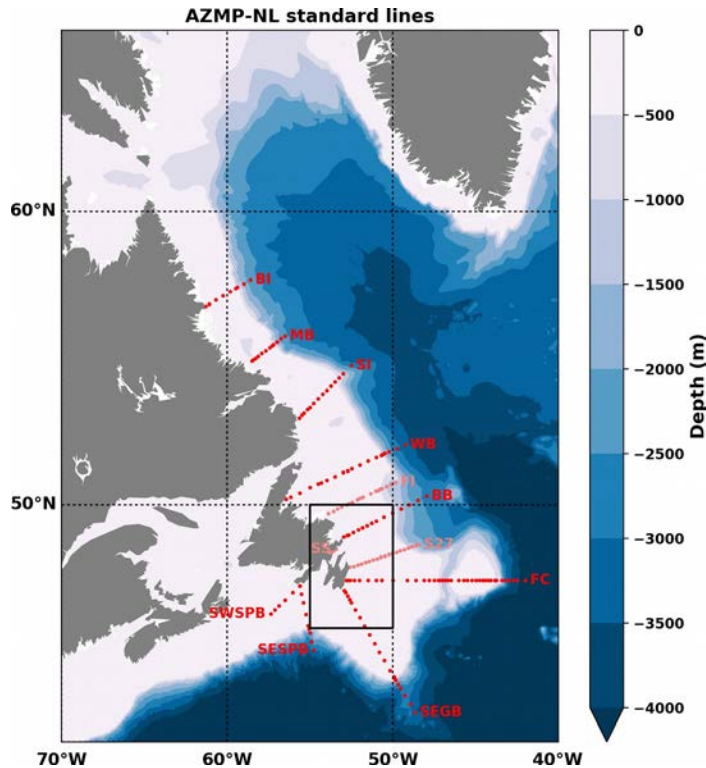 AZMP-NL standard lines
60°N
50°N
70°W
60°W
50°W
40°W
BI
MB
SI
WB
FI
BB
SS
S27
FC
SWSPB
SESPB
SEGB
0
−500
−1000
−1500
−2000
−2500
−3000
−3500
−4000
Depth (m)